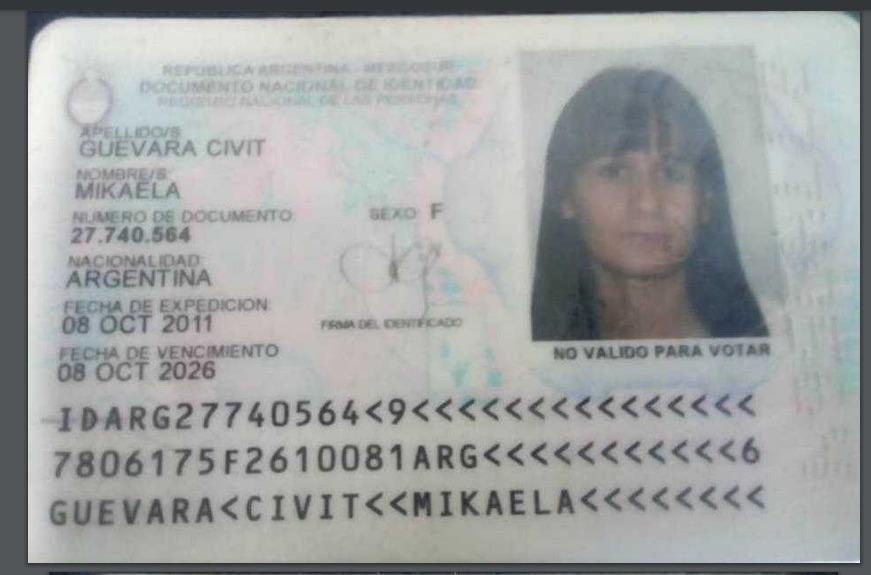 REPUBLICA ARGENTINA - MERCOSUR
DOCUMENTO NACIONAL DE IDENTIDAD
REGISTRO NACIONAL DE LAS PERSONAS
APELLIDO/S
GUEVARA CIVIT
NOMBRE/S:
MIKAELA
NUMERO DE DOCUMENTO: SEXO F
27.740.564
NACIONALIDAD:
ARGENTINA
FECHA DE EXPEDICION:
08 OCT 2011
FIRMA DEL IDENTIFICADO
FECHA DE VENCIMIENTO
08 OCT 2026
NO VALIDO PARA VOTAR
IDARG27740564<9<<<<<<<<<<<<<<<
7806175F2610081ARG<<<<<<<<<<<6
GUEVARA<CIVIT<<MIKAELA<<<<<<<<